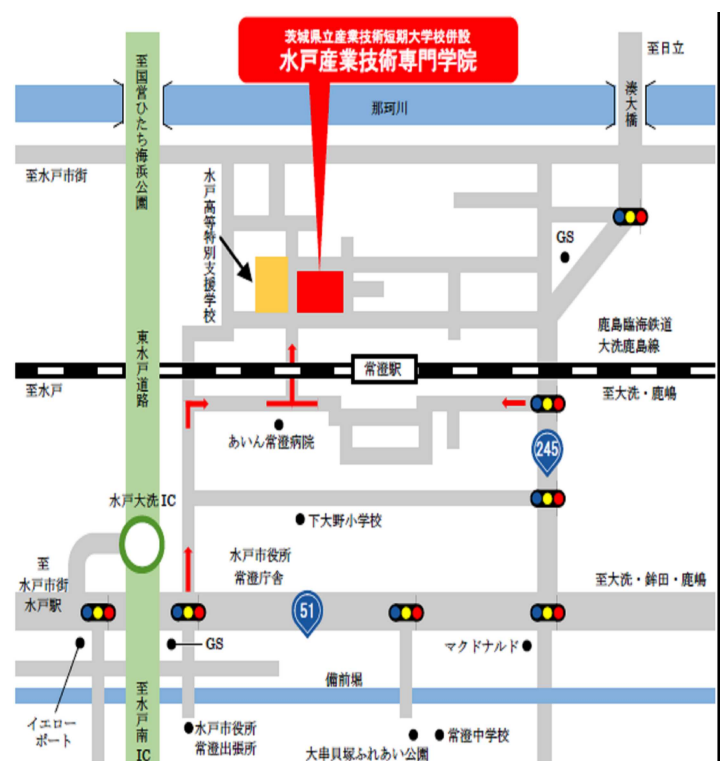 茨城県立産業技術短期大学校併設
水戸産業技術専門学院
至国営ひたち海浜公園
至日立
那珂川
湊大橋
至水戸市街
水戸高等特別支援学校
GS
鹿島臨海鉄道
大洗鹿島線
東水戸道路
常澄駅
至水戸
至大洗・鹿嶋
あいん常澄病院
245
水戸大洗IC
下大野小学校
至
水戸市街
水戸駅
水戸市役所
常澄庁舎
至大洗・鉾田・鹿嶋
51
GS
マクドナルド
備前堀
至水戸南IC
イエロー
ポート
水戸市役所
常澄出張所
常澄中学校
大串貝塚ふれあい公園